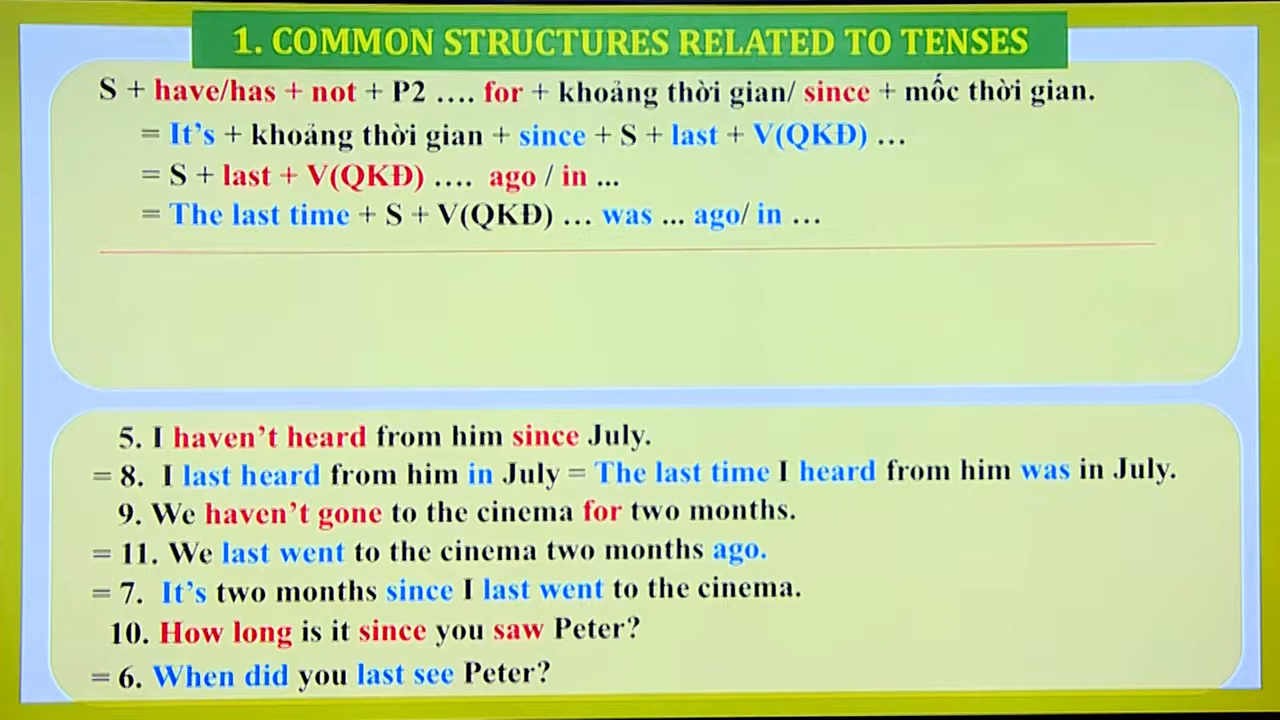 1. COMMON STRUCTURES RELATED TO TENSES
S + have/has + not + P2 .... for + khoảng thời gian/ since + mốc thời gian.
= It’s + khoảng thời gian + since + S + last + V(QKĐ) ...
= S + last + V(QKĐ) .... ago / in ...
= The last time + S + V(QKĐ) ... was ... ago/ in ...
5. I haven’t heard from him since July.
= 8. I last heard from him in July = The last time I heard from him was in July.
9. We haven’t gone to the cinema for two months.
= 11. We last went to the cinema two months ago.
= 7. It’s two months since I last went to the cinema.
10. How long is it since you saw Peter?
= 6. When did you last see Peter?